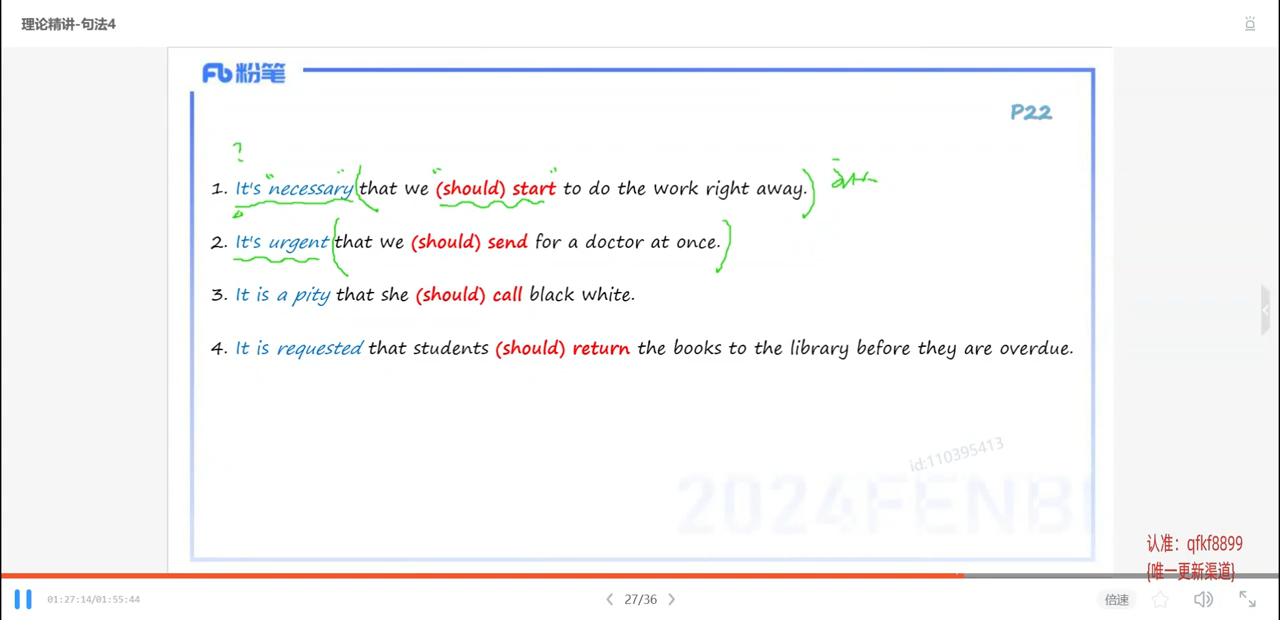 理论精讲-句法4
粉笔
P22
?
1. It's "necessary" (that we "(should) start" to do the work right away.)
2. It's urgent (that we (should) send for a doctor at once.)
3. It is a pity that she (should) call black white.
4. It is requested that students (should) return the books to the library before they are overdue.
id:110395413
2024FENBI
认准：qfkf8899
{唯一更新渠道}
01:27:14/01:55:44
27/36
倍速